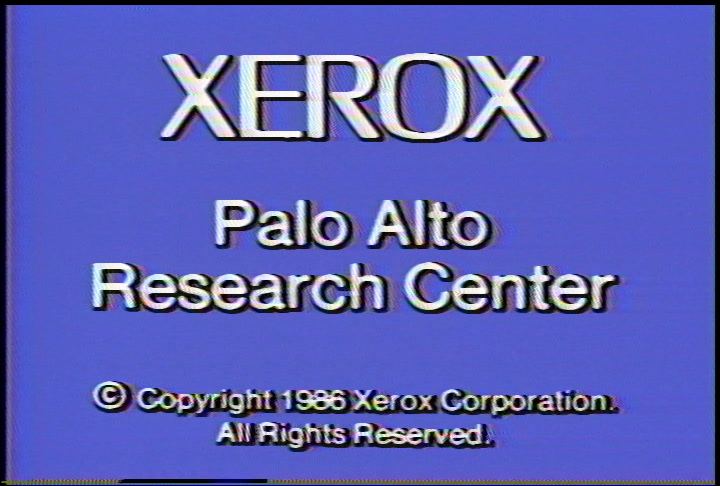 XEROX
Palo Alto
Research Center
© Copyright 1986 Xerox Corporation.
All Rights Reserved.